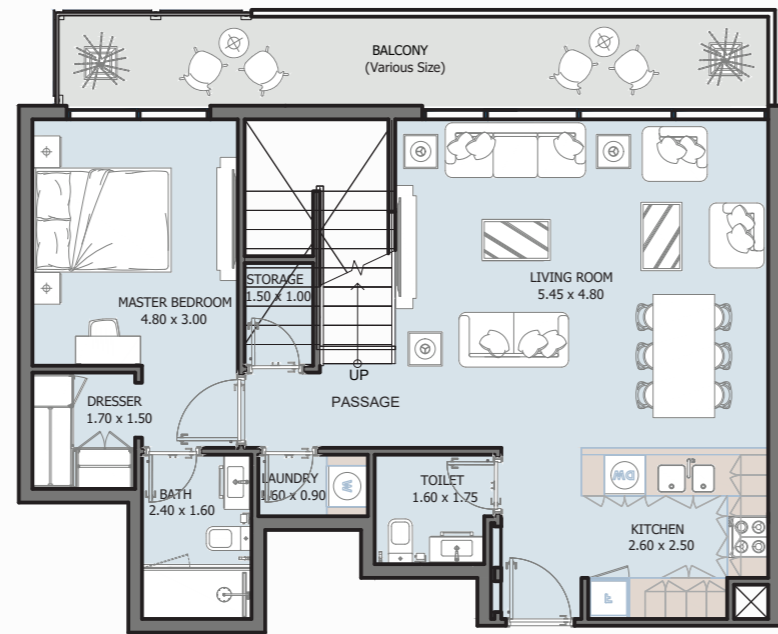 BALCONY
(Various Size)
STORAGE
1.50 x 1.00
LIVING ROOM
5.45 x 4.80
MASTER BEDROOM
4.80 x 3.00
UP
PASSAGE
DRESSER
1.70 x 1.50
LAUNDRY
.60 x 0.90
W
TOILET
1.60 x 1.75
DW
BATH
2.40 x 1.60
KITCHEN
2.60 x 2.50
F